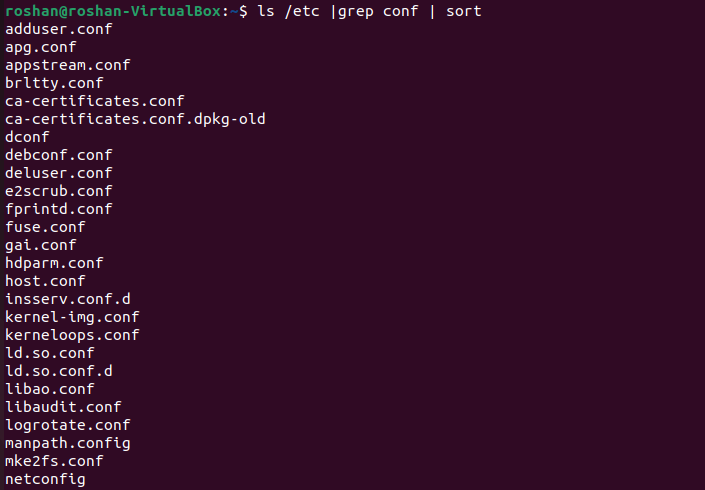 roshan@roshan-VirtualBox:~$ ls /etc |grep conf | sort
adduser.conf
apg.conf
appstream.conf
brltty.conf
ca-certificates.conf
ca-certificates.conf.dpkg-old
dconf
debconf.conf
deluser.conf
e2scrub.conf
fprintd.conf
fuse.conf
gai.conf
hdparm.conf
host.conf
insserv.conf.d
kernel-img.conf
kerneloops.conf
ld.so.conf
ld.so.conf.d
libao.conf
libaudit.conf
logrotate.conf
manpath.config
mke2fs.conf
netconfig